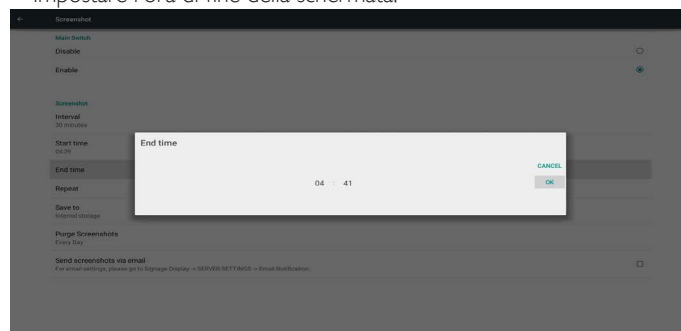 Impostare l'ora di fine della schermata.
← Screenshot
Main Switch
Disable
Enable
Screenshot
Interval
30 minutes
Start time
04:39
End time
End time
04 : 41
CANCEL
OK
Repeat
Save to
Internal storage
Purge Screenshots
Every Day
Send screenshots via email
For email settings, please go to Signage Display -> SERVER SETTINGS -> Email Notification.